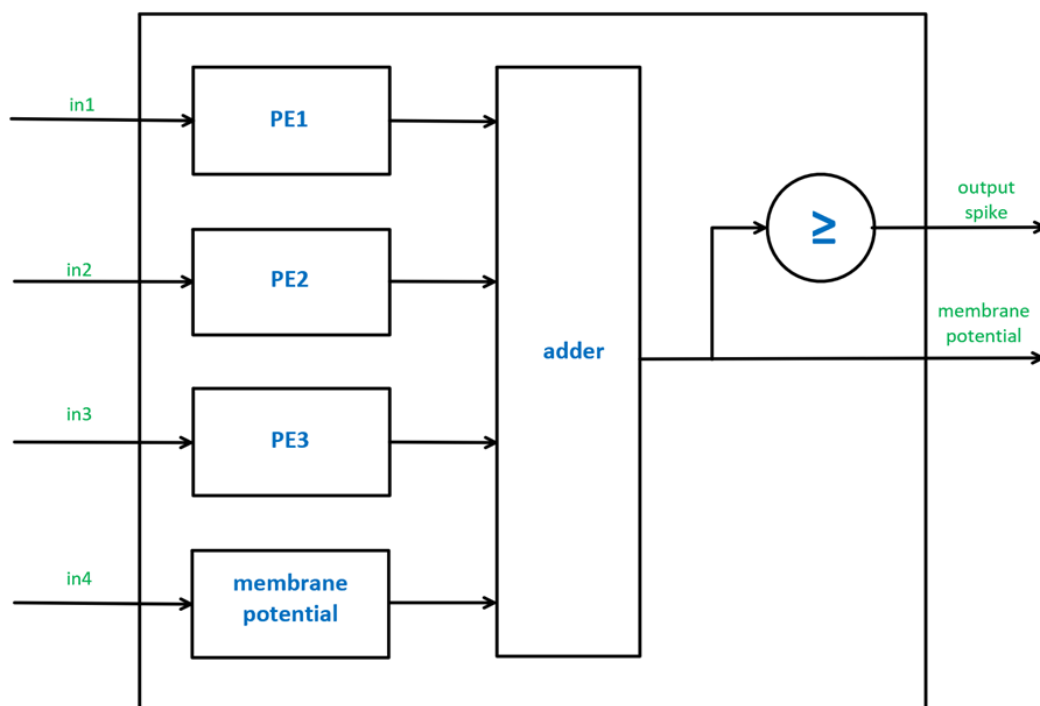 in1
PE1
in2
PE2
in3
PE3
in4
membrane
potential
adder
≥
output
spike
membrane
potential